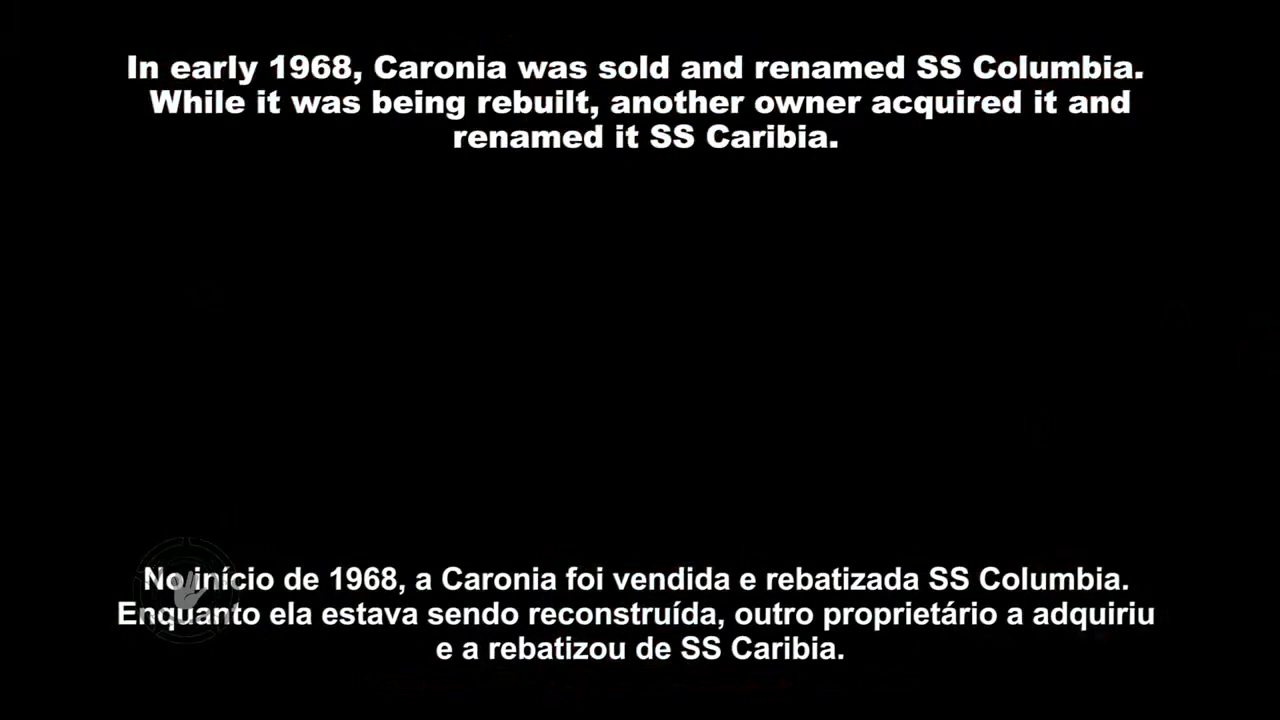 In early 1968, Caronia was sold and renamed SS Columbia.
While it was being rebuilt, another owner acquired it and
renamed it SS Caribia.
No início de 1968, a Caronia foi vendida e rebatizada SS Columbia.
Enquanto ela estava sendo reconstruída, outro proprietário a adquiriu
e a rebatizou de SS Caribia.